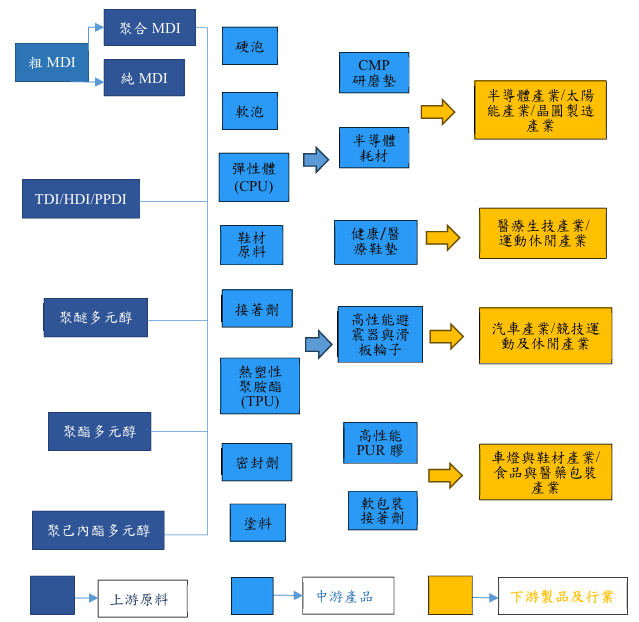 粗 MDI
聚合 MDI
純 MDI
TDI/HDI/PPDI
聚醚多元醇
聚酯多元醇
聚己內酯多元醇
硬泡
軟泡
彈性體
(CPU)
鞋材
原料
接著劑
熱塑性
聚胺酯
(TPU)
密封劑
塗料
CMP
研磨墊
半導體
耗材
健康/醫
療鞋墊
高性能避
震器與滑
板輪子
高性能
PUR 膠
軟包裝
接著劑
半導體產業/太陽
能產業/晶圓製造
產業
醫療生技產業/
運動休閒產業
汽車產業/競技運
動及休閒產業
車燈與鞋材產業/
食品與醫藥包裝
產業
上游原料
中游產品
下游製品及行業